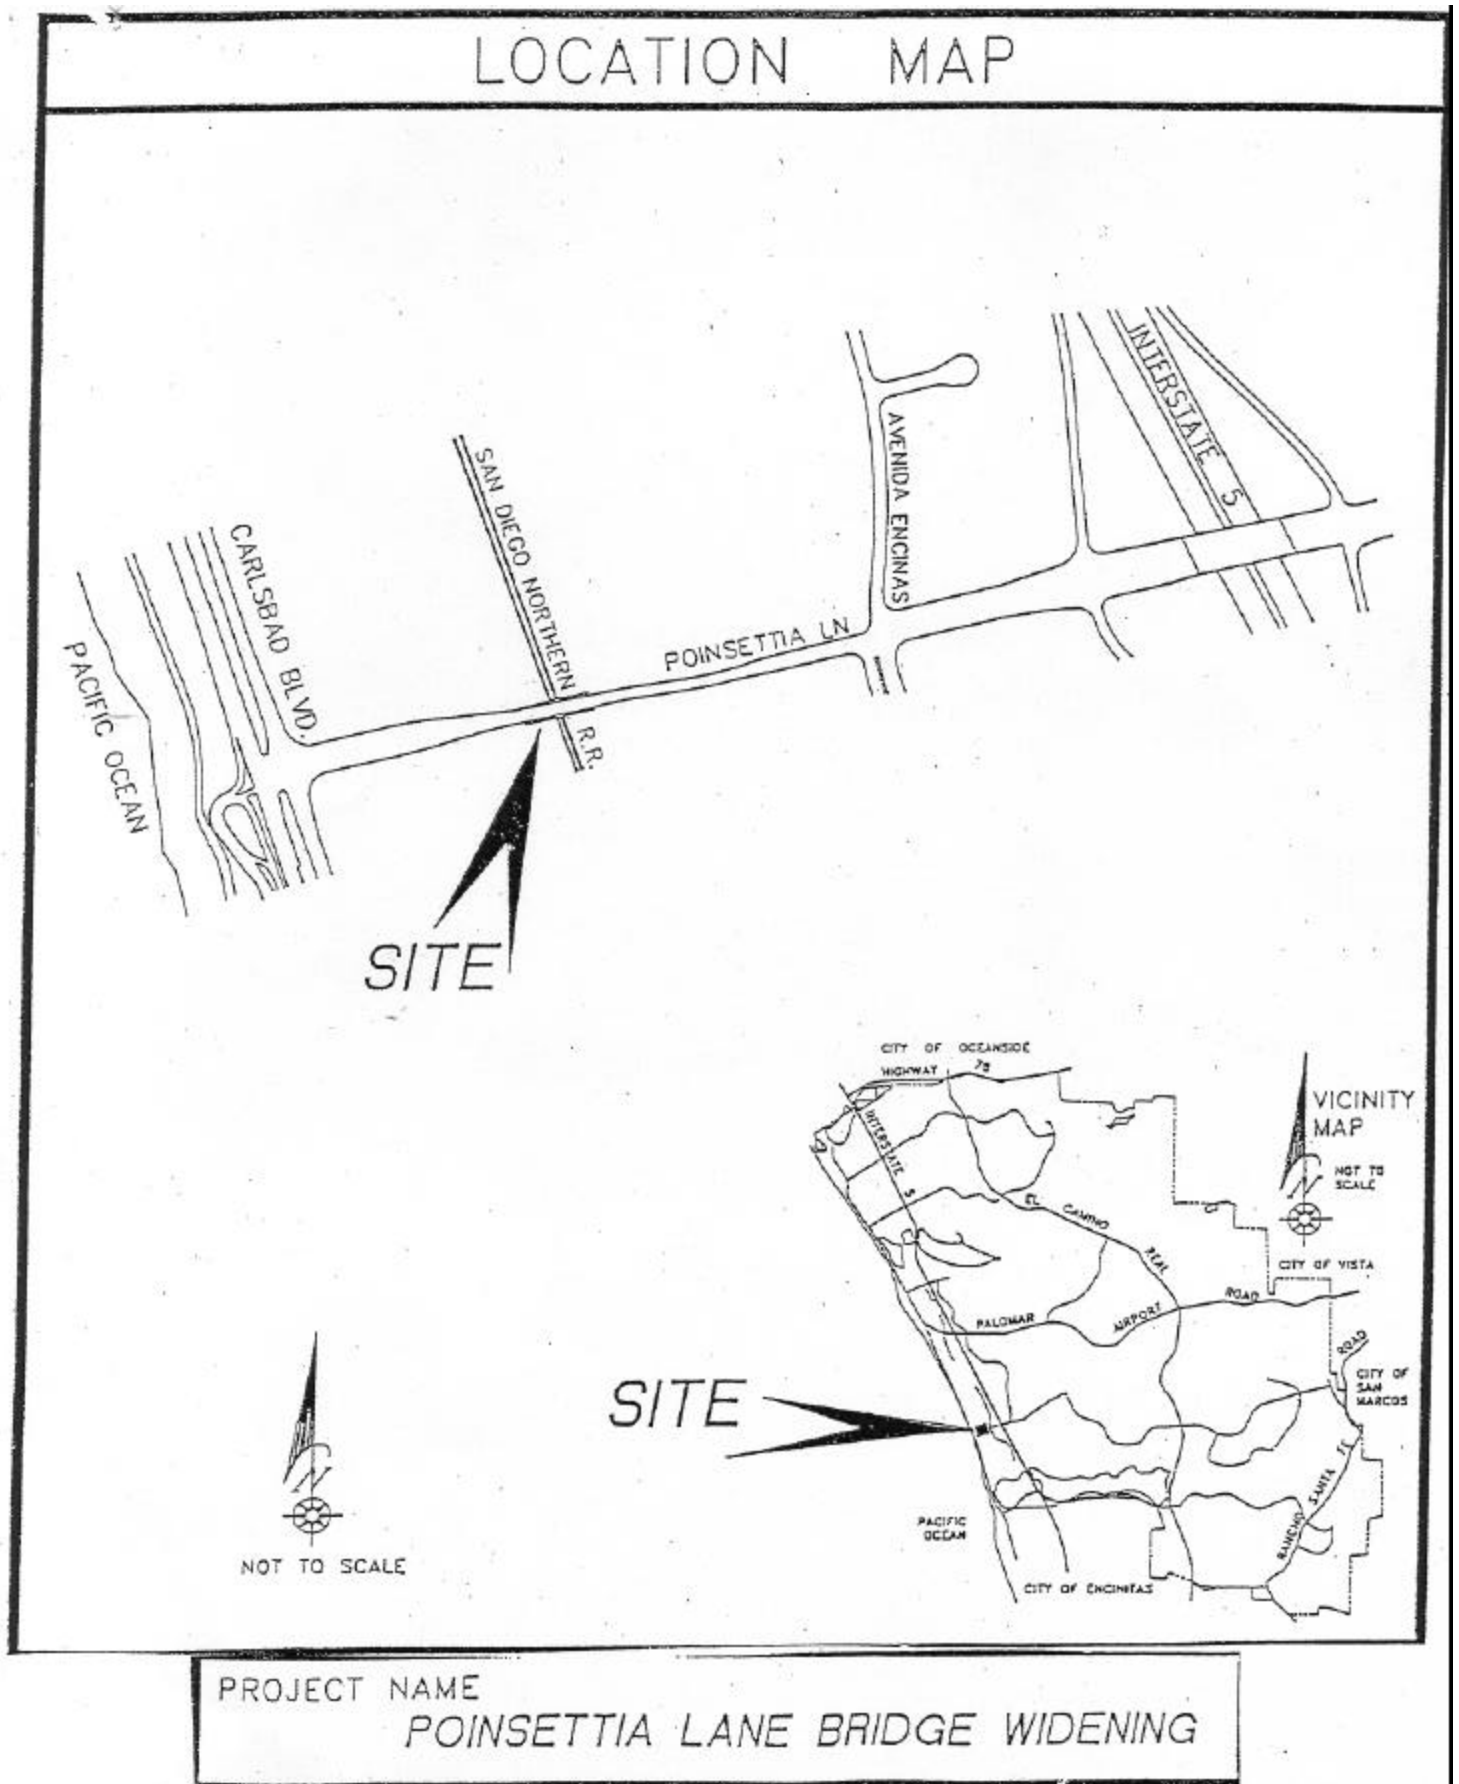 LOCATION MAP
INTERSTATE 5
AVENIDA ENCINAS
SAN DIEGO NORTHERN
R.R.
CARLSBAD BLVD.
POINSETTIA LN
PACIFIC OCEAN
SITE
CITY OF OCEANSIDE
HIGHWAY 78
INTERSTATE 5
VICINITY
MAP
N
NOT TO
SCALE
EL CAMINO REAL
CITY OF VISTA
PALOMAR AIRPORT ROAD
SITE
CITY OF
SAN
MARCOS
RANCHO SANTA FE ROAD
PACIFIC
OCEAN
CITY OF ENCINITAS
N
NOT TO SCALE
PROJECT NAME
POINSETTIA LANE BRIDGE WIDENING